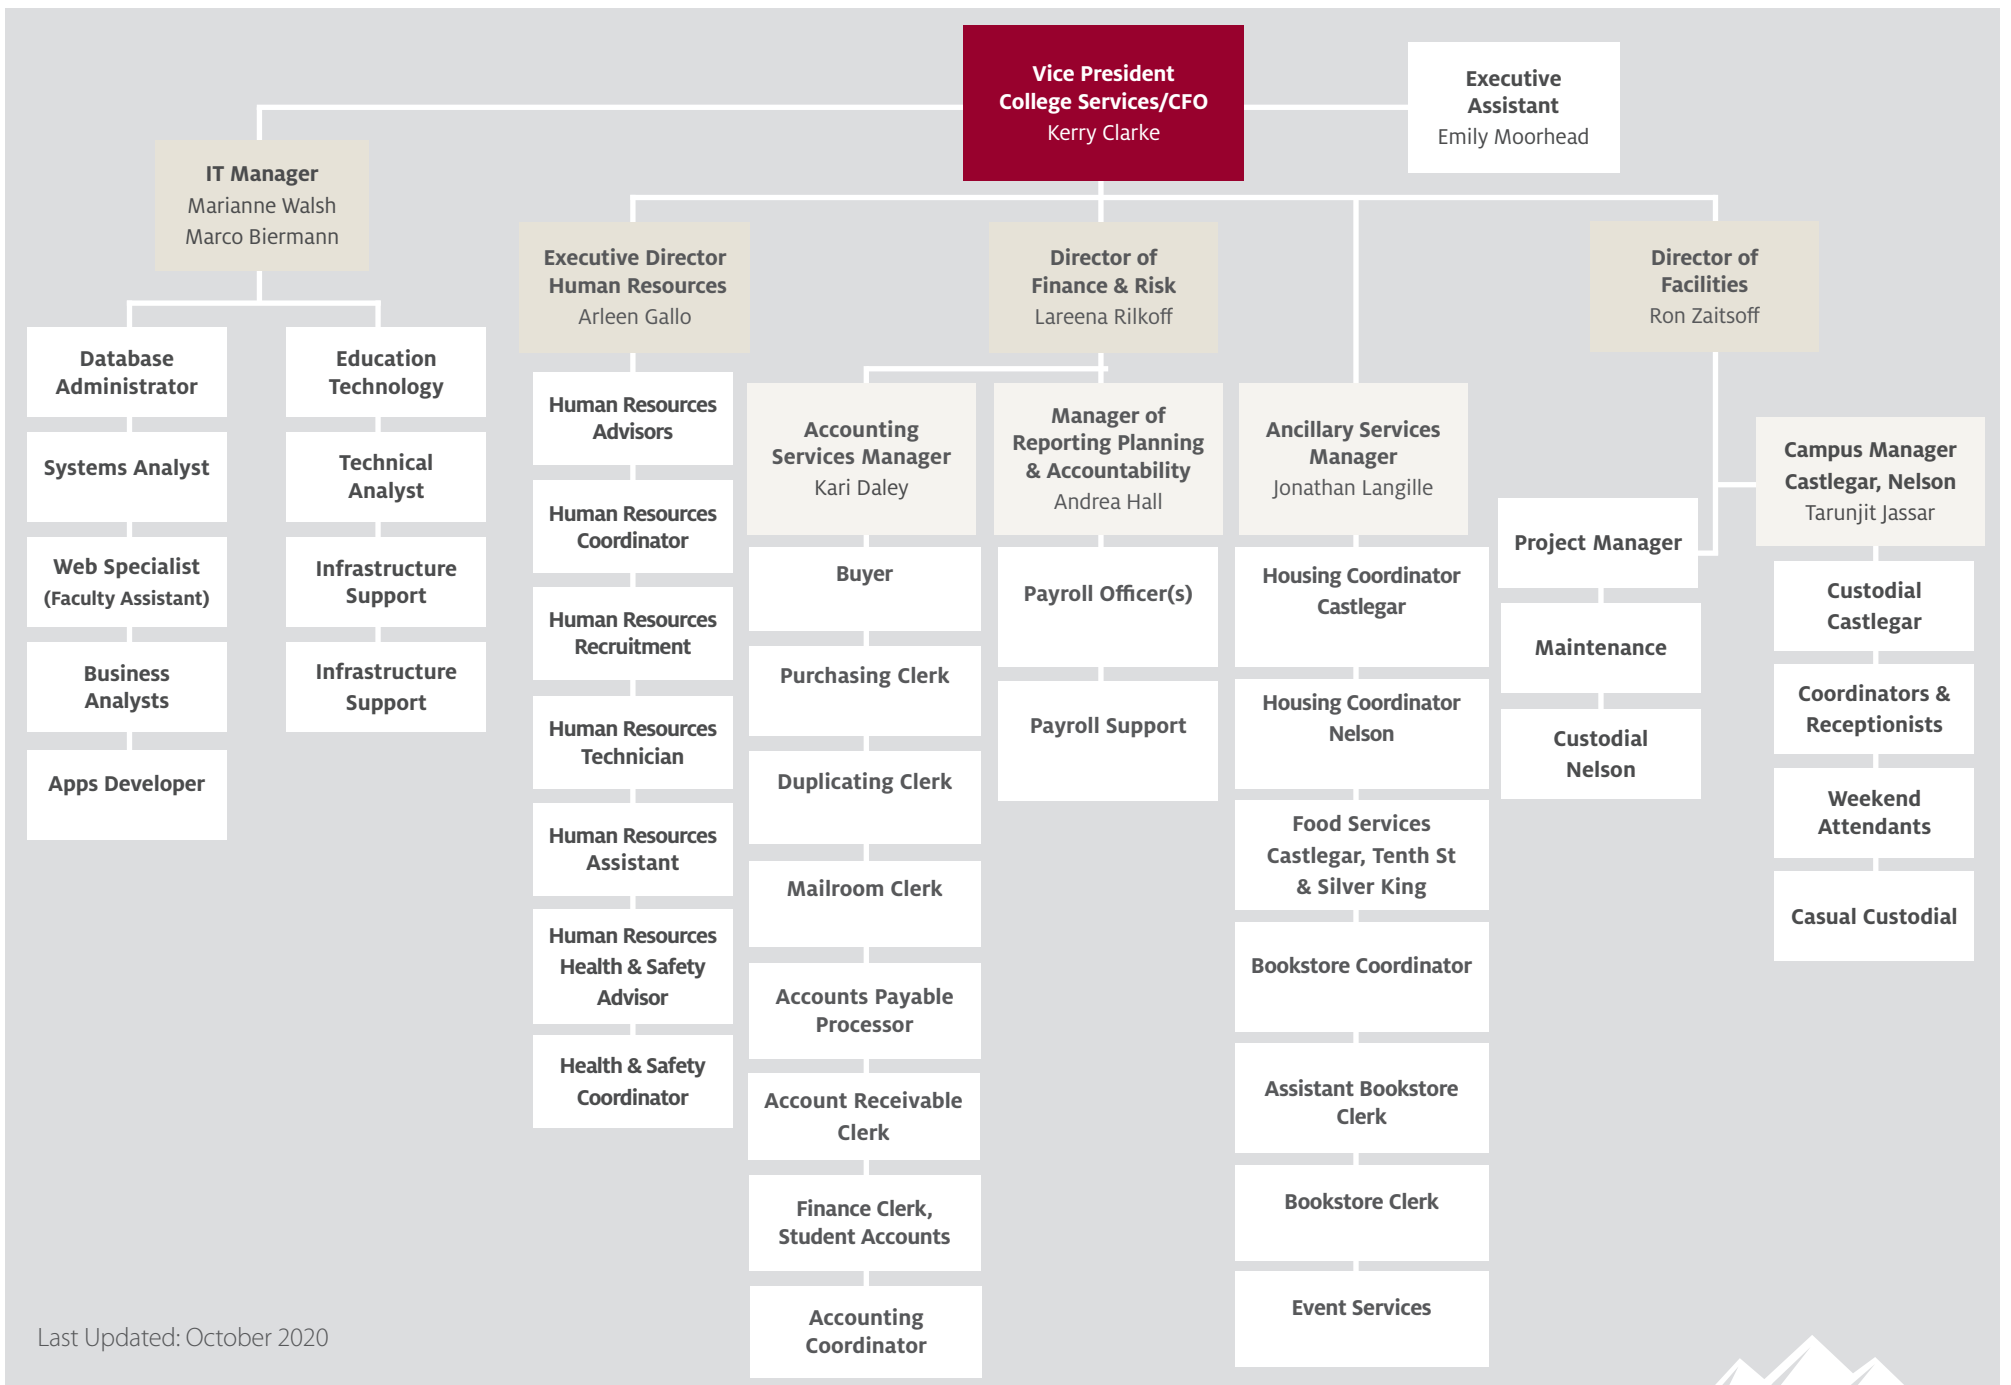 Vice President
College Services/CFO
Kerry Clarke
Executive
Assistant
Emily Moorhead
IT Manager
Marianne Walsh
Marco Biermann
Database
Administrator
Systems Analyst
Web Specialist
(Faculty Assistant)
Business
Analysts
Apps Developer
Education
Technology
Technical
Analyst
Infrastructure
Support
Infrastructure
Support
Executive Director
Human Resources
Arleen Gallo
Human Resources
Advisors
Human Resources
Coordinator
Human Resources
Recruitment
Human Resources
Technician
Human Resources
Assistant
Human Resources
Health & Safety
Advisor
Health & Safety
Coordinator
Director of
Finance & Risk
Lareena Rilkoff
Accounting
Services Manager
Kari Daley
Buyer
Purchasing Clerk
Duplicating Clerk
Mailroom Clerk
Accounts Payable
Processor
Account Receivable
Clerk
Finance Clerk,
Student Accounts
Accounting
Coordinator
Manager of
Reporting Planning
& Accountability
Andrea Hall
Payroll Officer(s)
Payroll Support
Ancillary Services
Manager
Jonathan Langille
Housing Coordinator
Castlegar
Housing Coordinator
Nelson
Food Services
Castlegar, Tenth St
& Silver King
Bookstore Coordinator
Assistant Bookstore
Clerk
Bookstore Clerk
Event Services
Director of
Facilities
Ron Zaitsoff
Project Manager
Maintenance
Custodial
Nelson
Campus Manager
Castlegar, Nelson
Tarunjit Jassar
Custodial
Castlegar
Coordinators &
Receptionists
Weekend
Attendants
Casual Custodial
Last Updated: October 2020